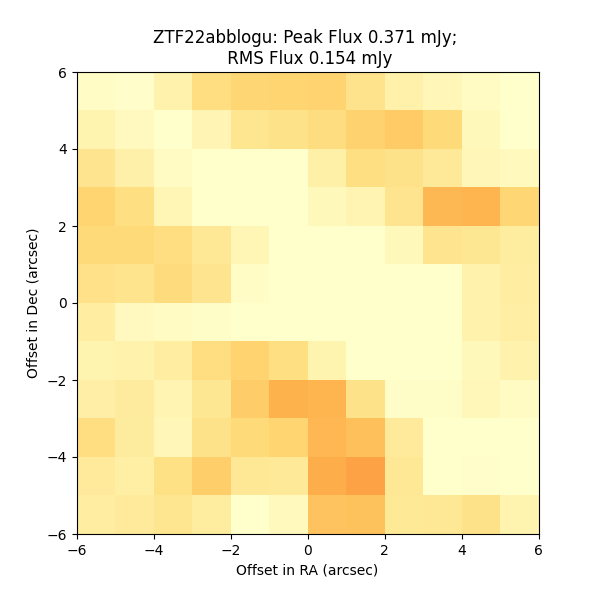 ZTF22abblogu: Peak Flux 0.371 mJy;
RMS Flux 0.154 mJy
6
4
2
0
−2
−4
−6
Offset in Dec (arcsec)
−6 −4 −2 0 2 4 6
Offset in RA (arcsec)